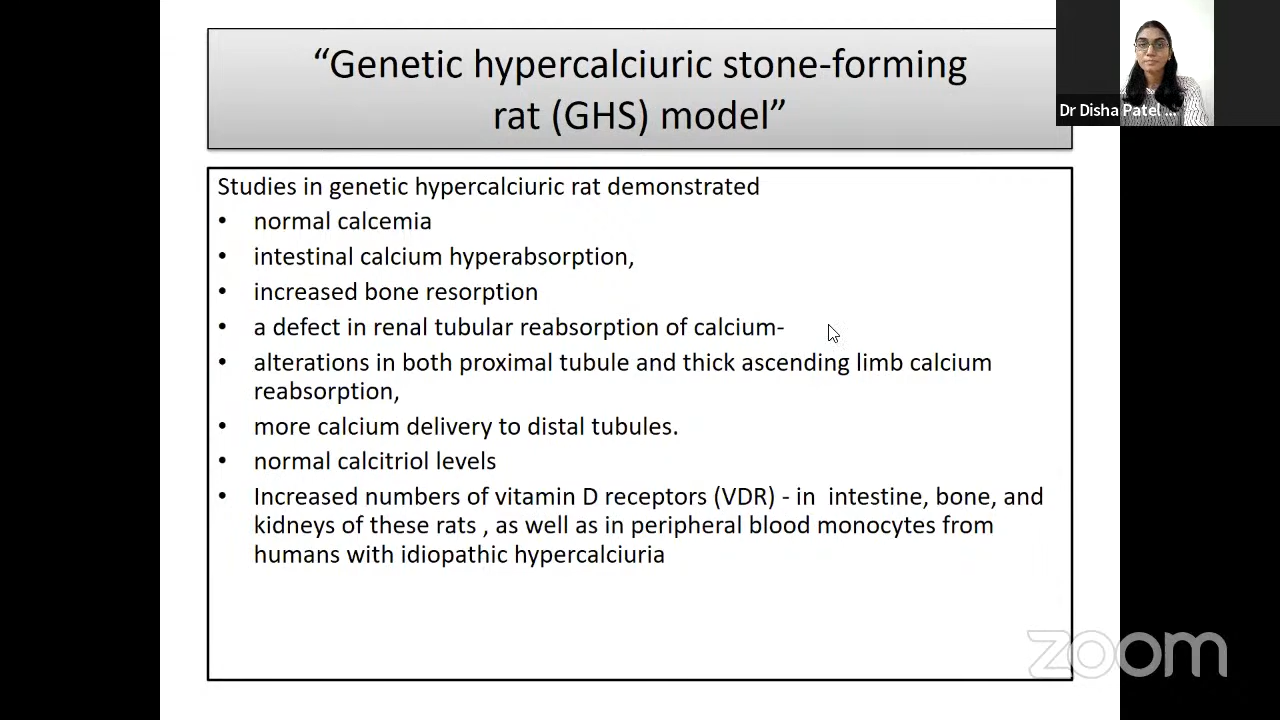 “Genetic hypercalciuric stone-forming
rat (GHS) model”
Dr Disha Patel ...
Studies in genetic hypercalciuric rat demonstrated
• normal calcemia
• intestinal calcium hyperabsorption,
• increased bone resorption
• a defect in renal tubular reabsorption of calcium-
• alterations in both proximal tubule and thick ascending limb calcium
reabsorption,
• more calcium delivery to distal tubules.
• normal calcitriol levels
• Increased numbers of vitamin D receptors (VDR) - in  intestine, bone, and
kidneys of these rats , as well as in peripheral blood monocytes from
humans with idiopathic hypercalciuria
zoom